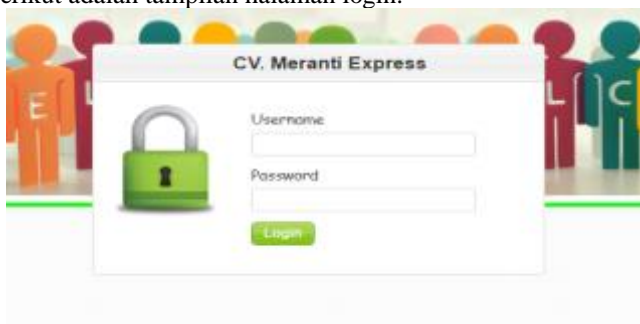 erikut adalah tampilan halaman login:
CV. Meranti Express
E L L C
Username
Password
Login